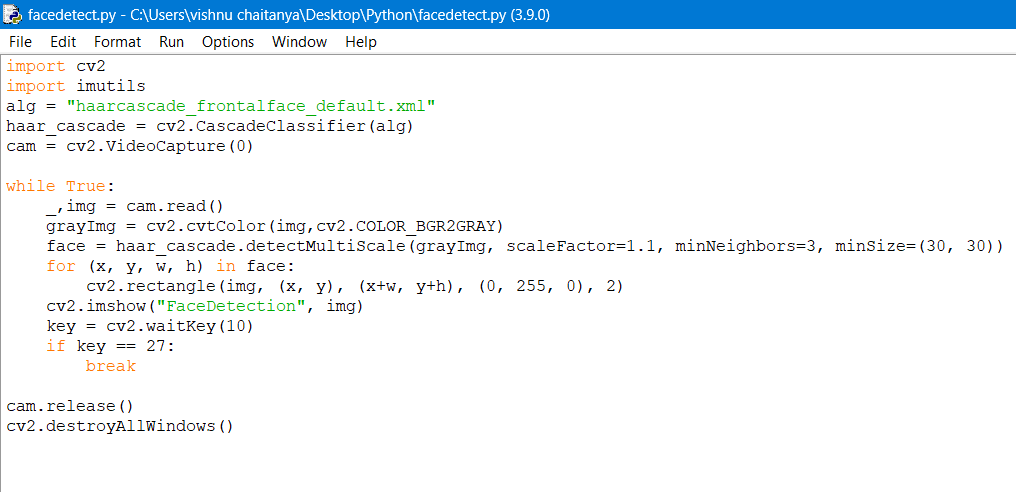 facedetect.py - C:\Users\vishnu chaitanya\Desktop\Python\facedetect.py (3.9.0)
File Edit Format Run Options Window Help
import cv2
import imutils
alg = "haarcascade_frontalface_default.xml"
haar_cascade = cv2.CascadeClassifier(alg)
cam = cv2.VideoCapture(0)

while True:
    _,img = cam.read()
    grayImg = cv2.cvtColor(img,cv2.COLOR_BGR2GRAY)
    face = haar_cascade.detectMultiScale(grayImg, scaleFactor=1.1, minNeighbors=3, minSize=(30, 30))
    for (x, y, w, h) in face:
        cv2.rectangle(img, (x, y), (x+w, y+h), (0, 255, 0), 2)
    cv2.imshow("FaceDetection", img)
    key = cv2.waitKey(10)
    if key == 27:
        break

cam.release()
cv2.destroyAllWindows()